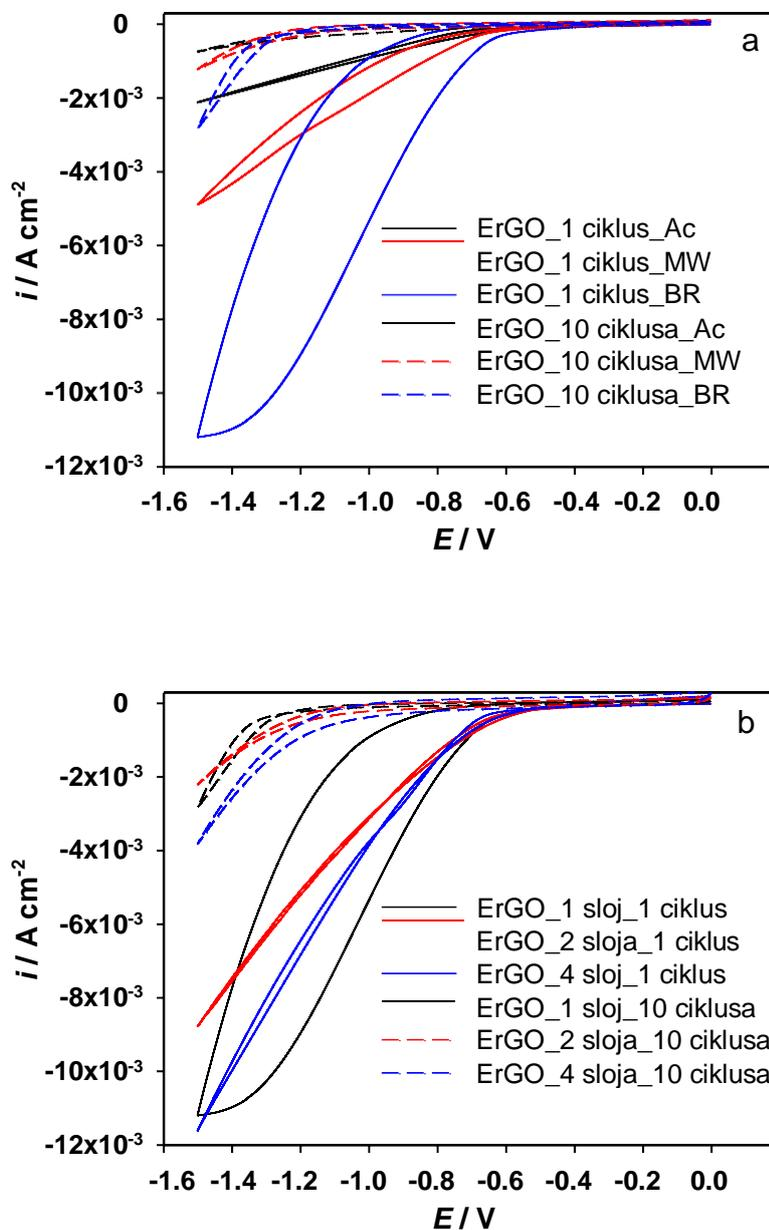 a
0
-2x10⁻³
-4x10⁻³
-6x10⁻³
-8x10⁻³
-10x10⁻³
-12x10⁻³
i / A cm⁻²
ErGO_1 ciklus_Ac
ErGO_1 ciklus_MW
ErGO_1 ciklus_BR
ErGO_10 ciklusa_Ac
ErGO_10 ciklusa_MW
ErGO_10 ciklusa_BR
-1.6 -1.4 -1.2 -1.0 -0.8 -0.6 -0.4 -0.2 0.0
E / V
b
0
-2x10⁻³
-4x10⁻³
-6x10⁻³
-8x10⁻³
-10x10⁻³
-12x10⁻³
i / A cm⁻²
ErGO_1 sloj_1 ciklus
ErGO_2 sloja_1 ciklus
ErGO_4 sloj_1 ciklus
ErGO_1 sloj_10 ciklusa
ErGO_2 sloja_10 ciklusa
ErGO_4 sloja_10 ciklusa
-1.6 -1.4 -1.2 -1.0 -0.8 -0.6 -0.4 -0.2 0.0
E / V